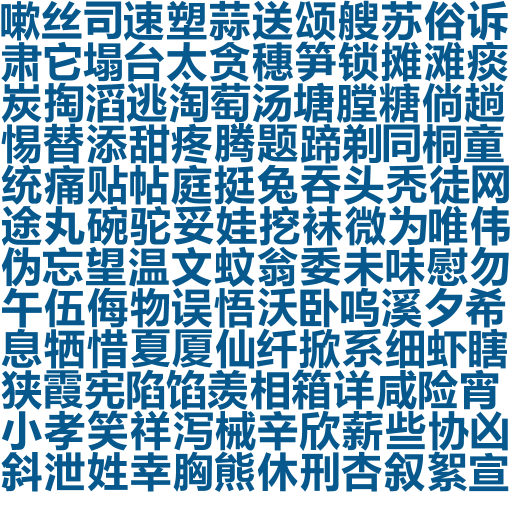 嗽丝司速塑蒜送颂艘苏俗诉
肃它塌台太贪穗笋锁摊滩痰
炭掏滔逃淘萄汤塘膛糖倘趟
惕替添甜疼腾题蹄剃同桐童
统痛贴帖庭挺兔吞头秃徒网
途丸碗驼妥娃挖袜微为唯伟
伪忘望温文蚊翁委未味慰勿
午伍侮物误悟沃卧呜溪夕希
息牺惜夏厦仙纤掀系细虾瞎
狭霞宪陷馅羡相箱详咸险宵
小孝笑祥泻械辛欣薪些协凶
斜泄姓幸胸熊休刑杏叙絮宣